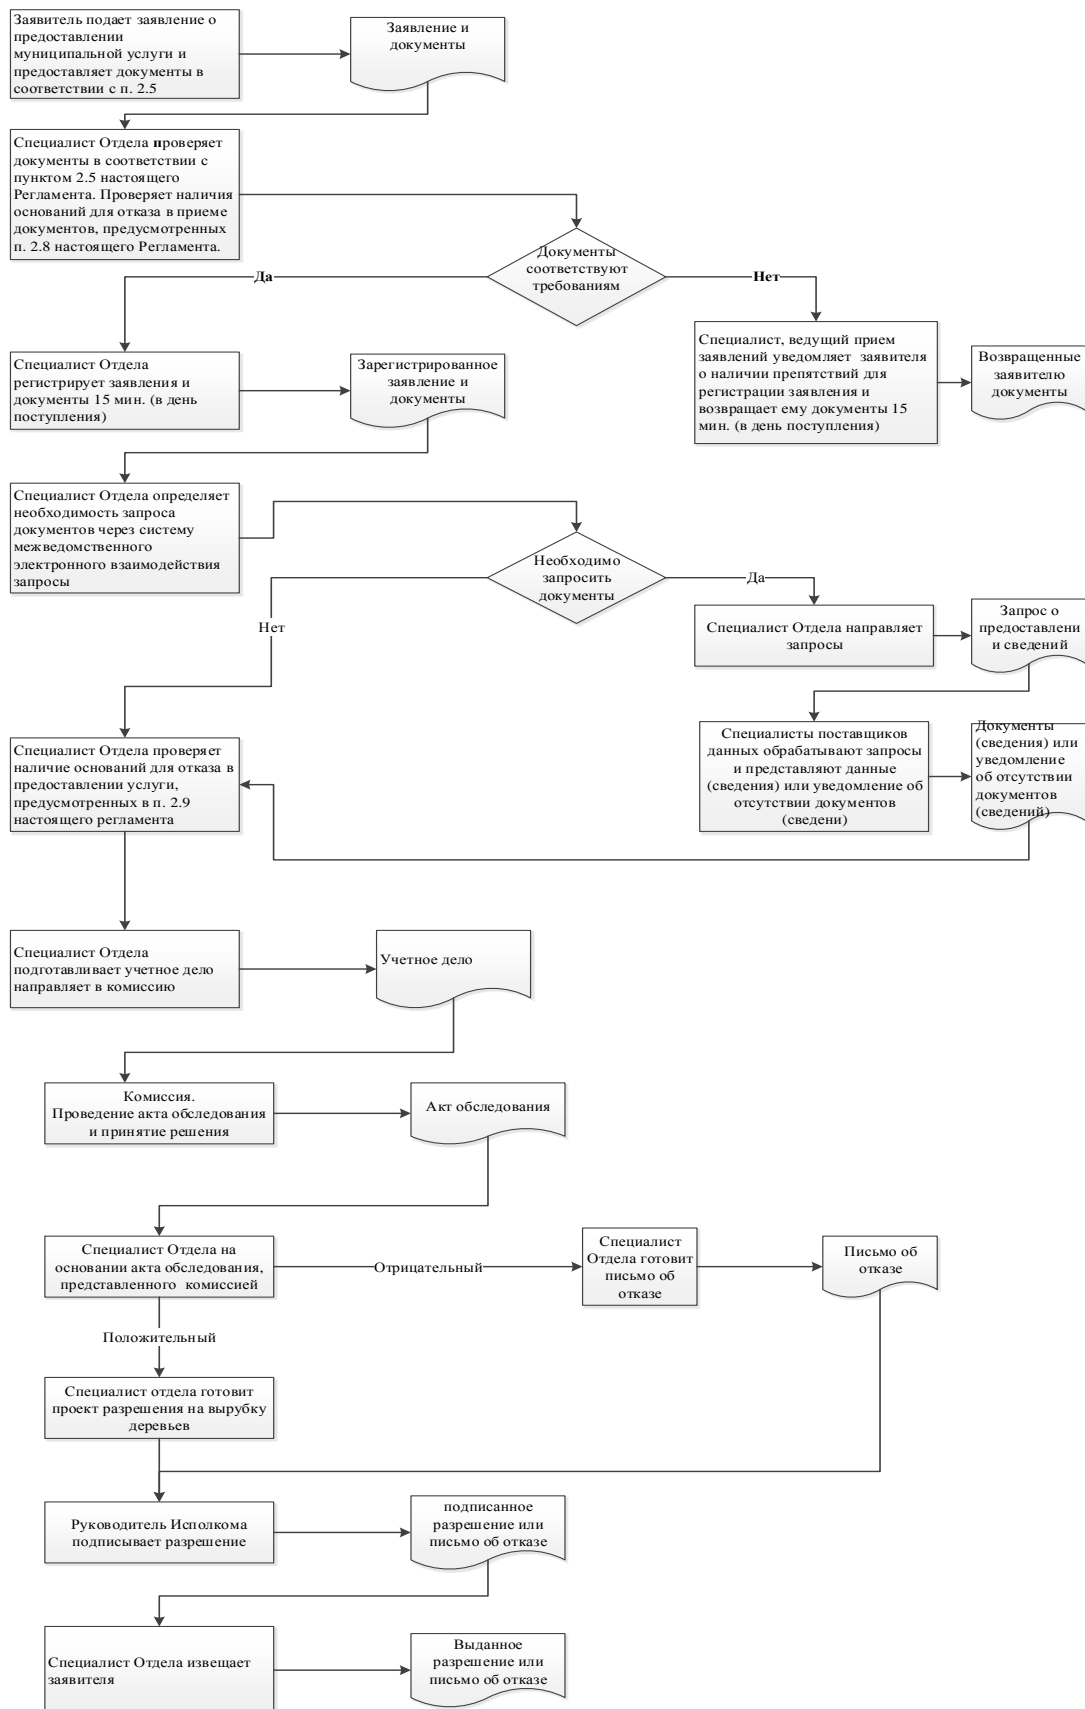 Заявитель подает заявление о
предоставлении
муниципальной услуги и
предоставляет документы в
соответствии с п. 2.5
Заявление и
документы
Специалист Отдела проверяет
документы в соответствии с
пунктом 2.5 настоящего
Регламента. Проверяет наличия
оснований для отказа в приеме
документов, предусмотренных
п. 2.8 настоящего Регламента.
Документы
соответствуют
требованиям
Да
Нет
Специалист Отдела
регистрирует заявления и
документы 15 мин. (в день
поступления)
Зарегистрированное
заявление и
документы
Специалист, ведущий прием
заявлений уведомляет заявителя
о наличии препятствий для
регистрации заявления и
возвращает ему документы 15
мин. (в день поступления)
Возвращенные
заявителю
документы
Специалист Отдела определяет
необходимость запроса
документов через систему
межведомственного
электронного взаимодействия
запросы
Необходимо
запросить
документы
Да
Нет
Специалист Отдела направляет
запросы
Запрос о
предоставлени
и сведений
Специалисты поставщиков
данных обрабатывают запросы
и представляют данные
(сведения) или уведомление об
отсутствии документов
(сведени)
Документы
(сведения) или
уведомление
об отсутствии
документов
(сведений)
Специалист Отдела проверяет
наличие оснований для отказа в
предоставлении услуги,
предусмотренных в п. 2.9
настоящего регламента
Специалист Отдела
подготавливает учетное дело
направляет в комиссию
Учетное дело
Комиссия.
Проведение акта обследования
и принятие решения
Акт обследования
Специалист Отдела на
основании акта обследования,
представленного комиссией
Отрицательный
Специалист
Отдела готовит
письмо об
отказе
Письмо об
отказе
Положительный
Специалист отдела готовит
проект разрешения на вырубку
деревьев
Руководитель Исполкома
подписывает разрешение
подписанное
разрешение или
письмо об отказе
Специалист Отдела извещает
заявителя
Выданное
разрешение или
письмо об отказе